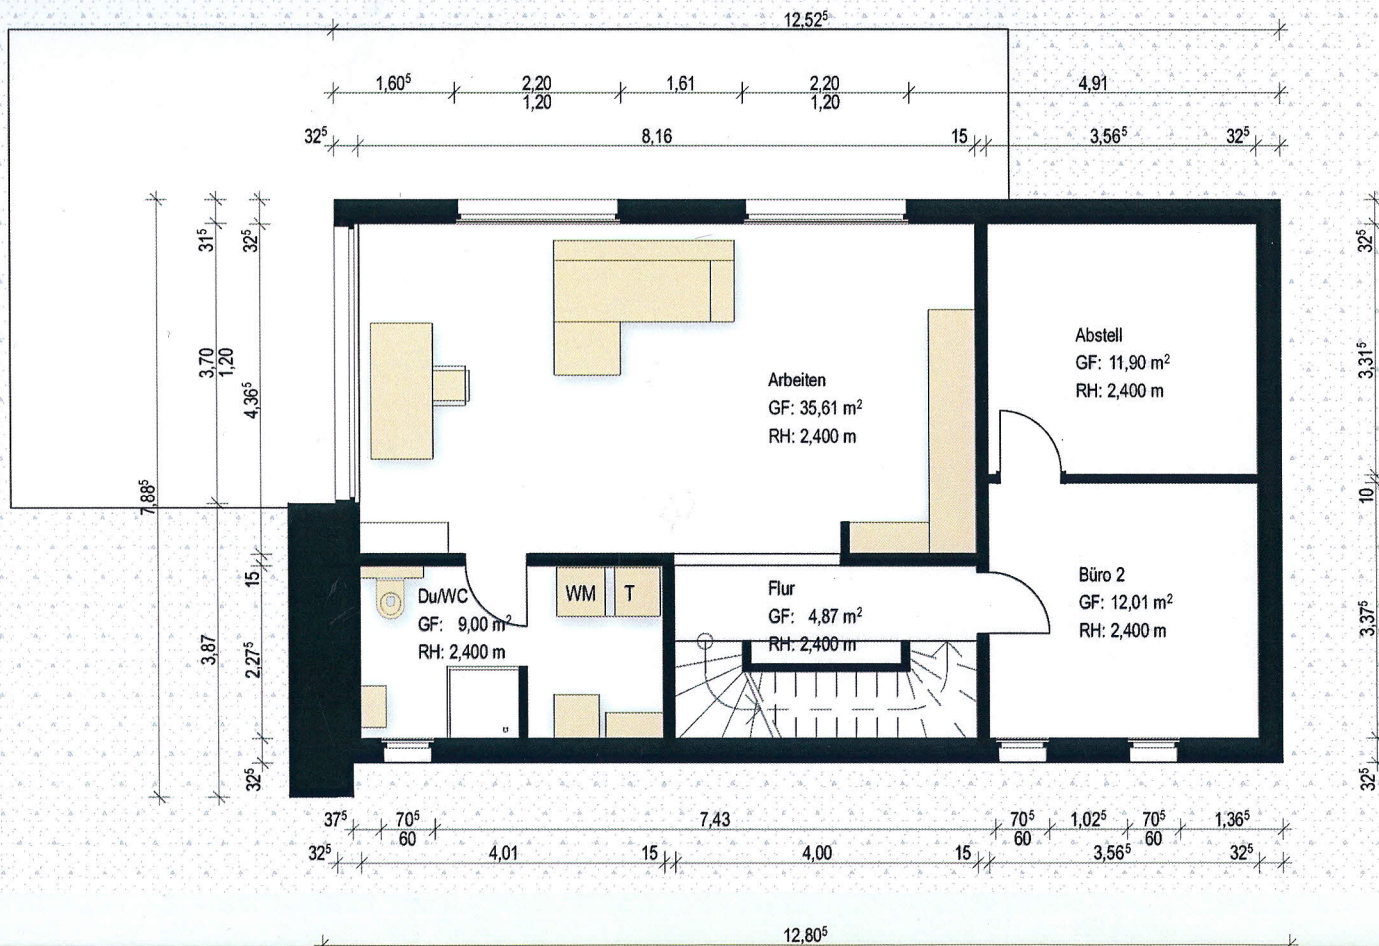 12,52⁵
1,60⁵ 2,20 1,61 2,20 4,91
1,20 1,20
32⁵ 8,16 15 3,56⁵ 32⁵
31⁵ 32⁵ 32⁵
Abstell
GF: 11,90 m²
RH: 2,400 m
3,70
1,20
4,36⁵
3,31⁵
Arbeiten
GF: 35,61 m²
RH: 2,400 m
7,88⁵
10
15
Du/WC
GF: 9,00 m²
RH: 2,400 m
WM T
Flur
GF: 4,87 m²
RH: 2,400 m
Büro 2
GF: 12,01 m²
RH: 2,400 m
3,87
2,27⁵
3,37⁵
32⁵ 32⁵
37⁵ 70⁵ 7,43 70⁵ 1,02⁵ 70⁵ 1,36⁵
60 60 60
32⁵ 4,01 15 4,00 15 3,56⁵ 32⁵
12,80⁵